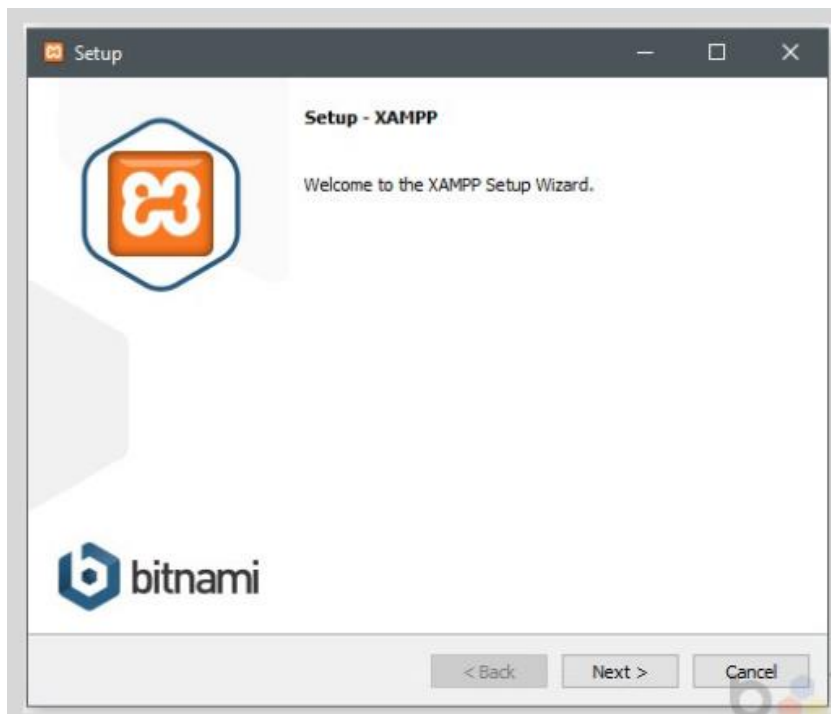 Setup
Setup - XAMPP
Welcome to the XAMPP Setup Wizard.
bitnami
< Back
Next >
Cancel